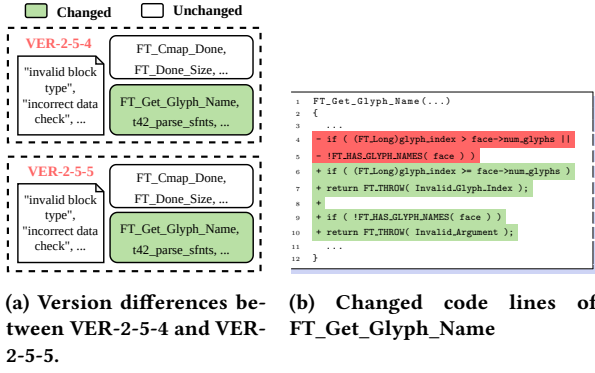 Changed Unchanged
VER-2-5-4
"invalid block
type",
"incorrect data
check", ...
FT_Cmap_Done,
FT_Done_Size, ...
FT_Get_Glyph_Name,
t42_parse_sfnts, ...
VER-2-5-5
"invalid block
type",
"incorrect data
check", ...
FT_Cmap_Done,
FT_Done_Size, ...
FT_Get_Glyph_Name,
t42_parse_sfnts, ...
(a) Version differences be-
tween VER-2-5-4 and VER-
2-5-5.
1 FT_Get_Glyph_Name(...)
2 {
3 ...
4 - if ( (FT_Long)glyph_index > face->num_glyphs ||
5 - !FT_HAS_GLYPH_NAMES( face ) )
6 + if ( (FT_Long)glyph_index >= face->num_glyphs )
7 + return FT_THROW( Invalid_Glyph_Index );
8 +
9 + if ( !FT_HAS_GLYPH_NAMES( face ) )
10 + return FT_THROW( Invalid_Argument );
11 ...
12 }
(b) Changed code lines of
FT_Get_Glyph_Name